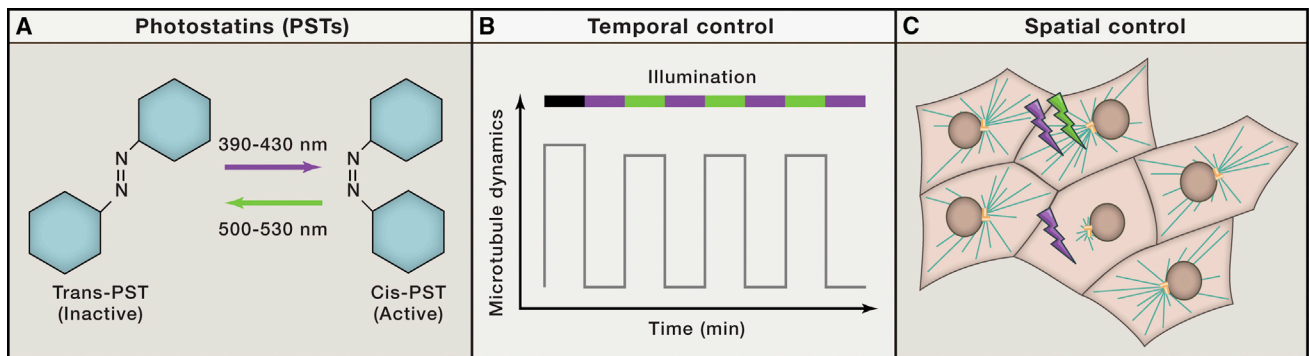 A
Photostatins (PSTs)
N
N
390-430 nm
500-530 nm
N
N
Trans-PST
(Inactive)
Cis-PST
(Active)
B
Temporal control
Illumination
Microtubule dynamics
Time (min)
C
Spatial control